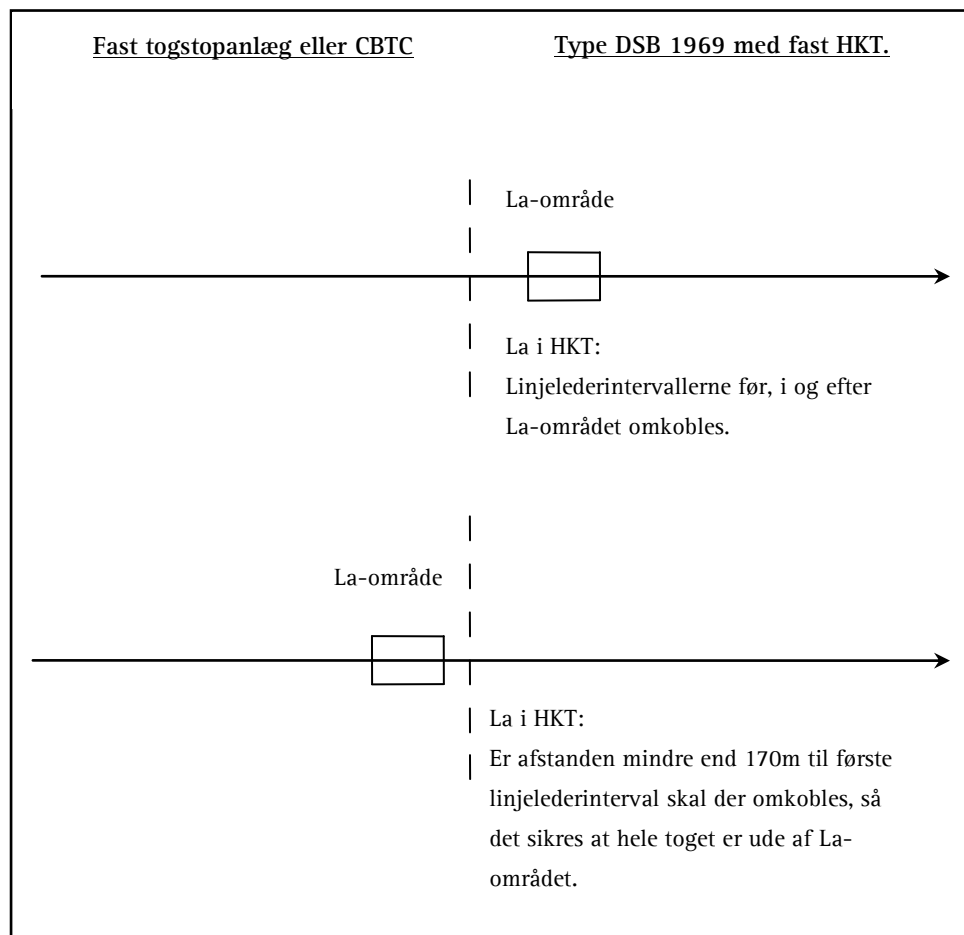 Fast togstopanlæg eller CBTC
Type DSB 1969 med fast HKT.
La-område
La i HKT:
Linjelederintervallerne før, i og efter
La-området omkobles.
La-område
La i HKT:
Er afstanden mindre end 170m til første
linjelederinterval skal der omkobles, så
det sikres at hele toget er ude af La-
området.